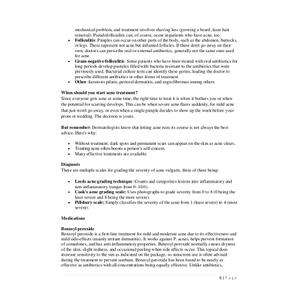 mechanical problem, and treatment involves shaving less (growing a beard, laser hair
removal). Pseudofolliculitis can, of course, occur in patients who have acne, too.
• Folliculitis: Pimples can occur on other parts of the body, such as the abdomen, buttocks,
or legs. These represent not acne but inflamed follicles. If these don't go away on their
own, doctors can prescribe oral or external antibiotics, generally not the same ones used
for acne.
• Gram-negative folliculitis: Some patients who have been treated with oral antibiotics for
long periods develop pustules filled with bacteria resistant to the antibiotics that were
previously used. Bacterial culture tests can identify these germs, leading the doctor to
prescribe different antibiotics or other forms of treatment.
• Other: keratosis pilaris, perioral dermatitis, and angiofibromas among others
When should you start acne treatment?
Since everyone gets acne at some time, the right time to treat it is when it bothers you or when
the potential for scarring develops. This can be when severe acne flares suddenly, for mild acne
that just won't go away, or even when a single pimple decides to show up the week before your
prom or wedding. The decision is yours.
But remember: Dermatologists know that letting acne runs its course is not always the best
advice. Here's why:
• Without treatment, dark spots and permanent scars can appear on the skin as acne clears.
• Treating acne often boosts a person's self-esteem.
• Many effective treatments are available.
Diagnosis
There are multiple scales for grading the severity of acne vulgaris, three of these being:
• Leeds acne grading technique: Counts and categorizes lesions into inflammatory and
non-inflammatory (ranges from 0–10.0).
• Cook's acne grading scale: Uses photographs to grade severity from 0 to 8 (0 being the
least severe and 8 being the most severe).
• Pillsbury scale: Simply classifies the severity of the acne from 1 (least severe) to 4 (most
severe).
Medications
Benzoyl peroxide
Benzoyl peroxide is a first-line treatment for mild and moderate acne due to its effectiveness and
mild side-effects (mainly irritant dermatitis). It works against P. acnes, helps prevent formation
of comedones, and has anti-inflammatory properties. Benzoyl peroxide normally causes dryness
of the skin, slight redness, and occasional peeling when side effects occur. This topical does
increase sensitivity to the sun as indicated on the package, so sunscreen use is often advised
during the treatment to prevent sunburn. Benzoyl peroxide has been found to be nearly as
effective as antibiotics with all concentrations being equally effective. Unlike antibiotics,
6 | Page